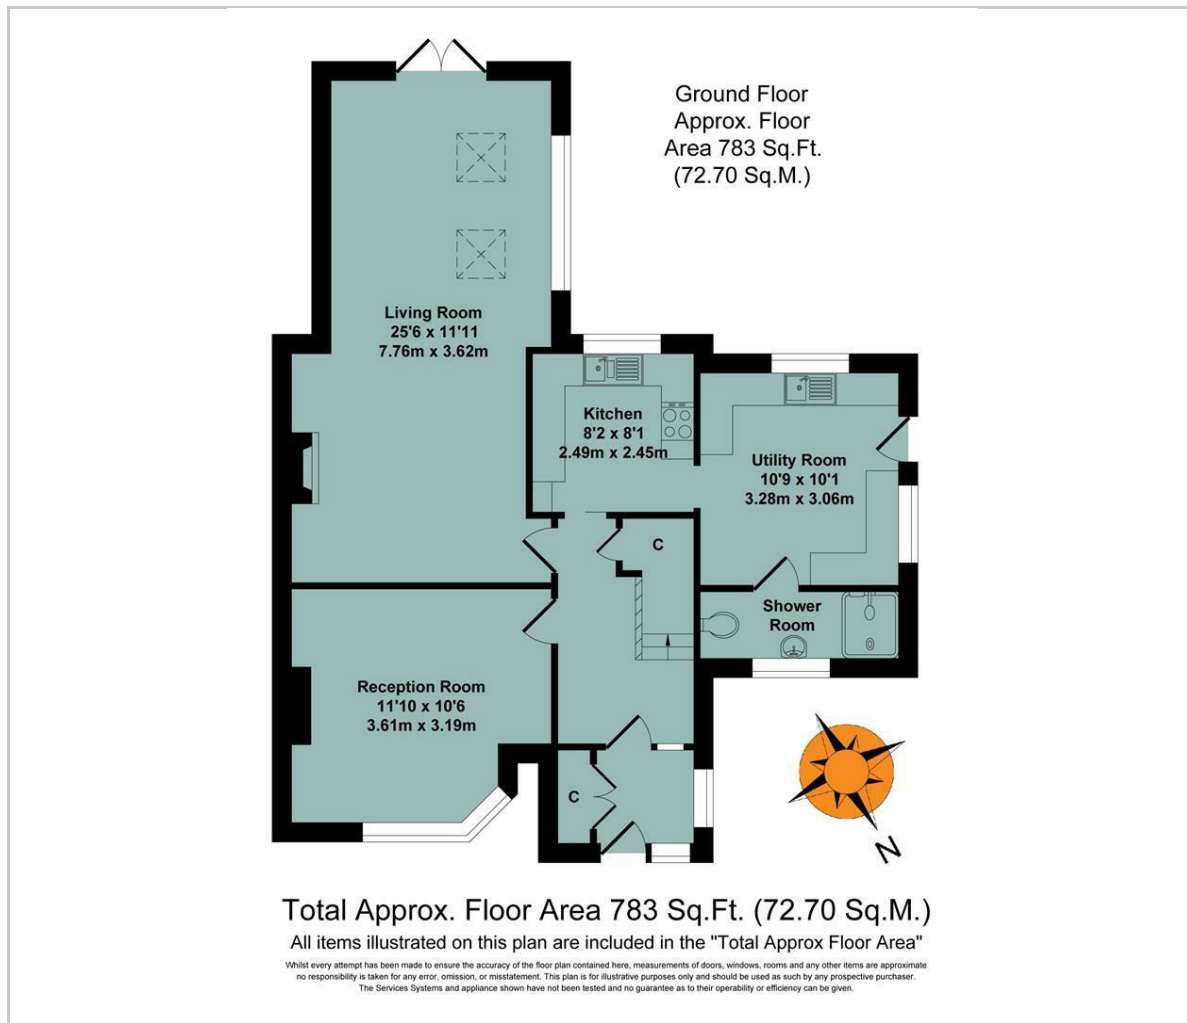 Ground Floor
Approx. Floor
Area 783 Sq.Ft.
(72.70 Sq.M.)
Living Room
25'6 x 11'11
7.76m x 3.62m
Kitchen
8'2 x 8'1
2.49m x 2.45m
Utility Room
10'9 x 10'1
3.28m x 3.06m
C
Shower
Room
Reception Room
11'10 x 10'6
3.61m x 3.19m
C
N
Total Approx. Floor Area 783 Sq.Ft. (72.70 Sq.M.)
All items illustrated on this plan are included in the "Total Approx Floor Area"
Whilst every attempt has been made to ensure the accuracy of the floor plan contained here, measurements of doors, windows, rooms and any other items are approximate
no responsibility is taken for any error, omission, or misstatement. This plan is for illustrative purposes only and should be used as such by any prospective purchaser.
The Services Systems and appliance shown have not been tested and no guarantee as to their operability or efficiency can be given.